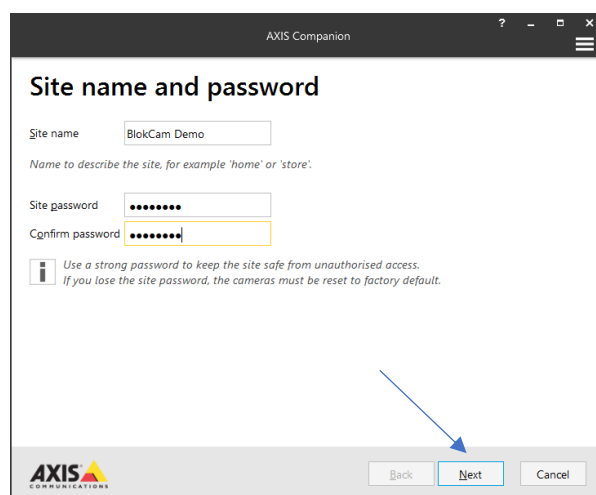 AXIS Companion
Site name and password
Site name BlokCam Demo
Name to describe the site, for example 'home' or 'store'.
Site password ●●●●●●●●
Confirm password ●●●●●●●●
Use a strong password to keep the site safe from unauthorised access.
If you lose the site password, the cameras must be reset to factory default.
AXIS
COMMUNICATIONS
Back Next Cancel